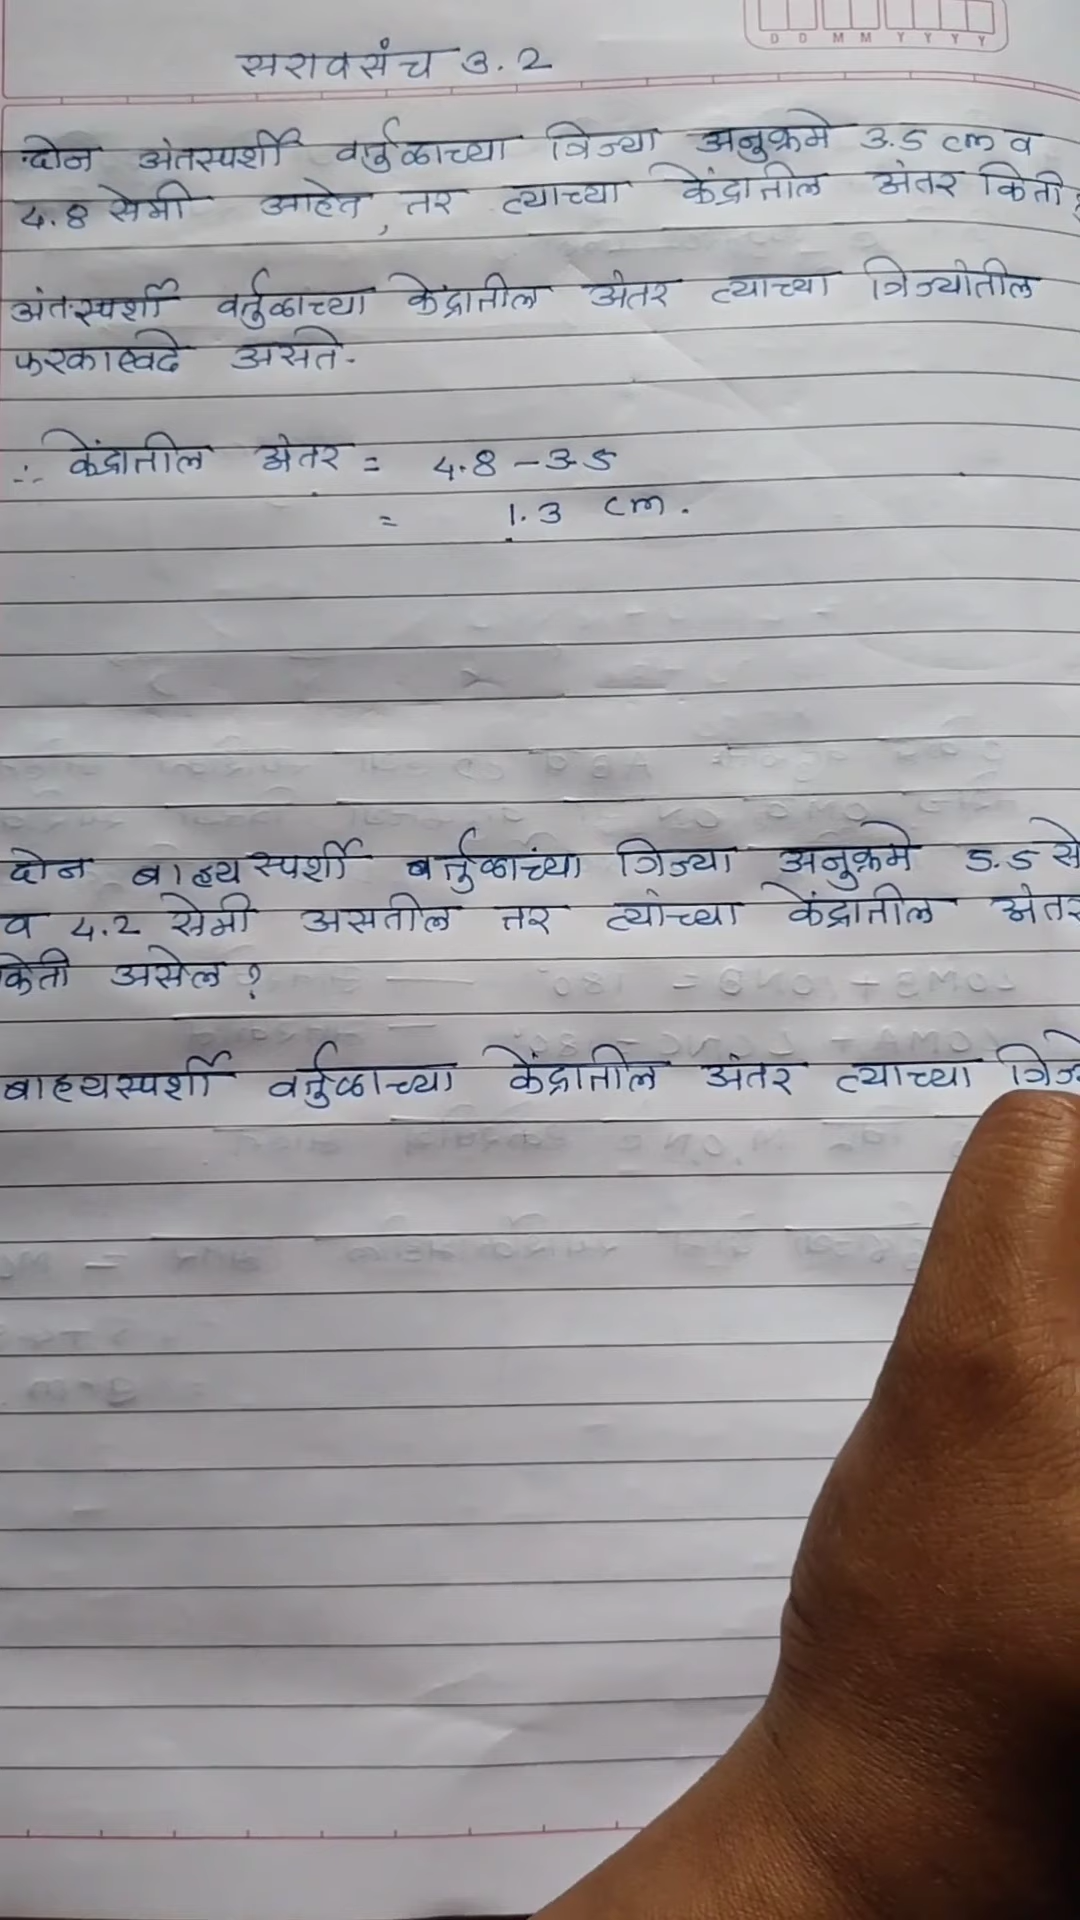 D D M M Y Y Y Y
सरावसंच 3.2
दोन अंतस्पर्शी वर्तुळाच्या त्रिज्या अनुक्रमे 3.5 cm व
4.8 सेमी आहेत, तर त्याच्या केंद्रातील अंतर किती ?
अंतःस्पर्शी वर्तुळाच्या केंद्रातील अंतर त्याच्या त्रिज्यांतील
फरकाएवढे असते.
∴ केंद्रातील अंतर = 4.8 - 3.5
= 1.3 cm.
दोन बाह्यस्पर्शी वर्तुळांच्या त्रिज्या अनुक्रमे 5.5 से
व 4.2 सेमी असतील तर त्यांच्या केंद्रातील अंतर
किती असेल ?
बाह्यस्पर्शी वर्तुळाच्या केंद्रातील अंतर त्याच्या